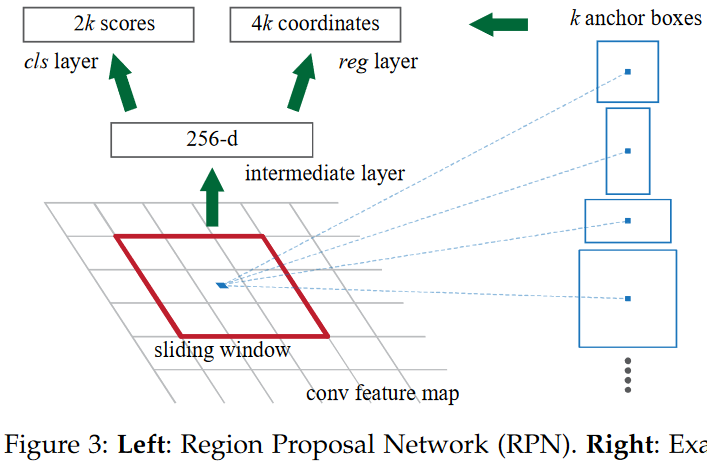 2k scores
4k coordinates
k anchor boxes
cls layer
reg layer
256-d
intermediate layer
sliding window
conv feature map
Figure 3: Left: Region Proposal Network (RPN). Right: Exa